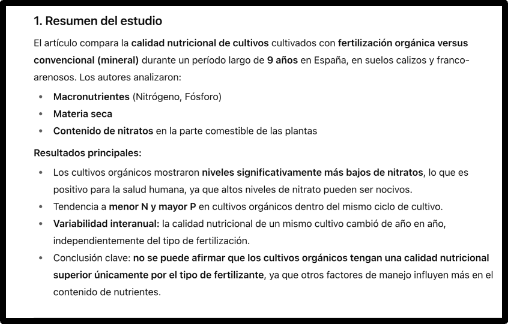 1. Resumen del estudio
El artículo compara la calidad nutricional de cultivos cultivados con fertilización orgánica versus
convencional (mineral) durante un período largo de 9 años en España, en suelos calizos y franco-
arenosos. Los autores analizaron:
• Macronutrientes (Nitrógeno, Fósforo)
• Materia seca
• Contenido de nitratos en la parte comestible de las plantas
Resultados principales:
• Los cultivos orgánicos mostraron niveles significativamente más bajos de nitratos, lo que es
positivo para la salud humana, ya que altos niveles de nitrato pueden ser nocivos.
• Tendencia a menor N y mayor P en cultivos orgánicos dentro del mismo ciclo de cultivo.
• Variabilidad interanual: la calidad nutricional de un mismo cultivo cambió de año en año,
independientemente del tipo de fertilización.
• Conclusión clave: no se puede afirmar que los cultivos orgánicos tengan una calidad nutricional
superior únicamente por el tipo de fertilizante, ya que otros factores de manejo influyen más en el
contenido de nutrientes.